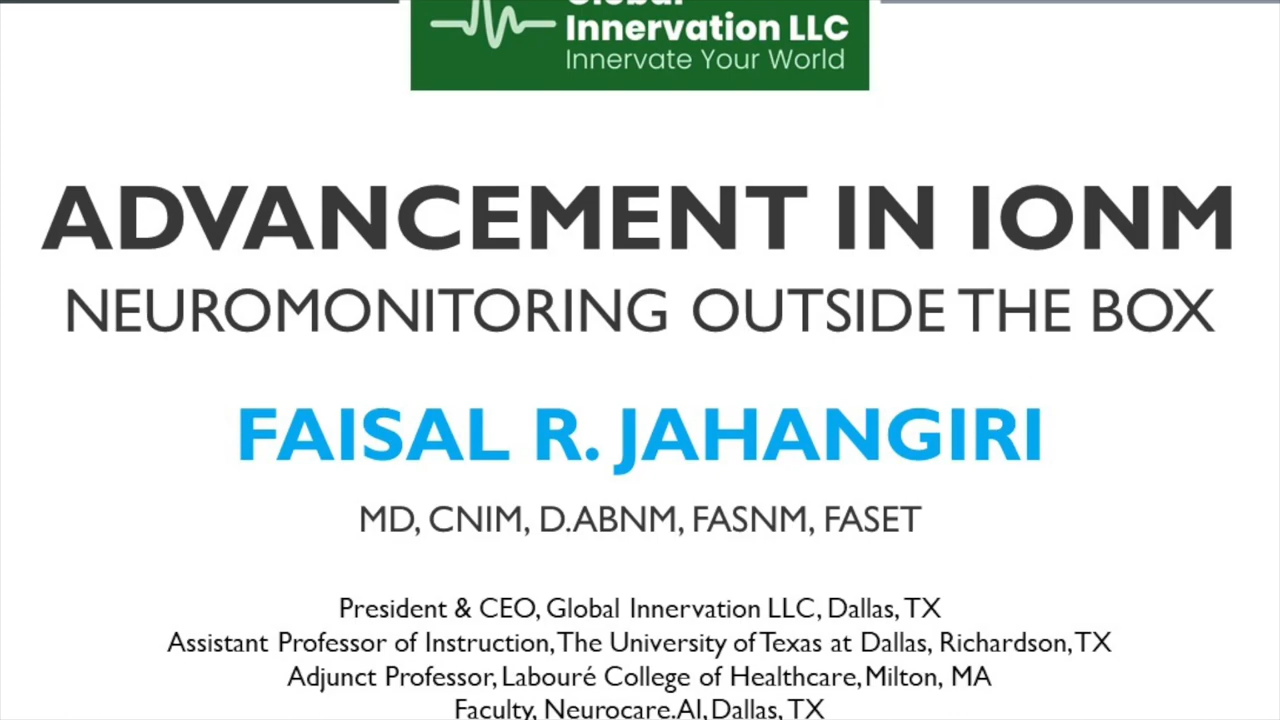 Global
Innervation LLC
Innervate Your World
ADVANCEMENT IN IONM
NEUROMONITORING OUTSIDE THE BOX
FAISAL R. JAHANGIRI
MD, CNIM, D.ABNM, FASNM, FASET
President & CEO, Global Innervation LLC, Dallas, TX
Assistant Professor of Instruction, The University of Texas at Dallas, Richardson, TX
Adjunct Professor, Labouré College of Healthcare, Milton, MA
Faculty, Neurocare.AI, Dallas, TX